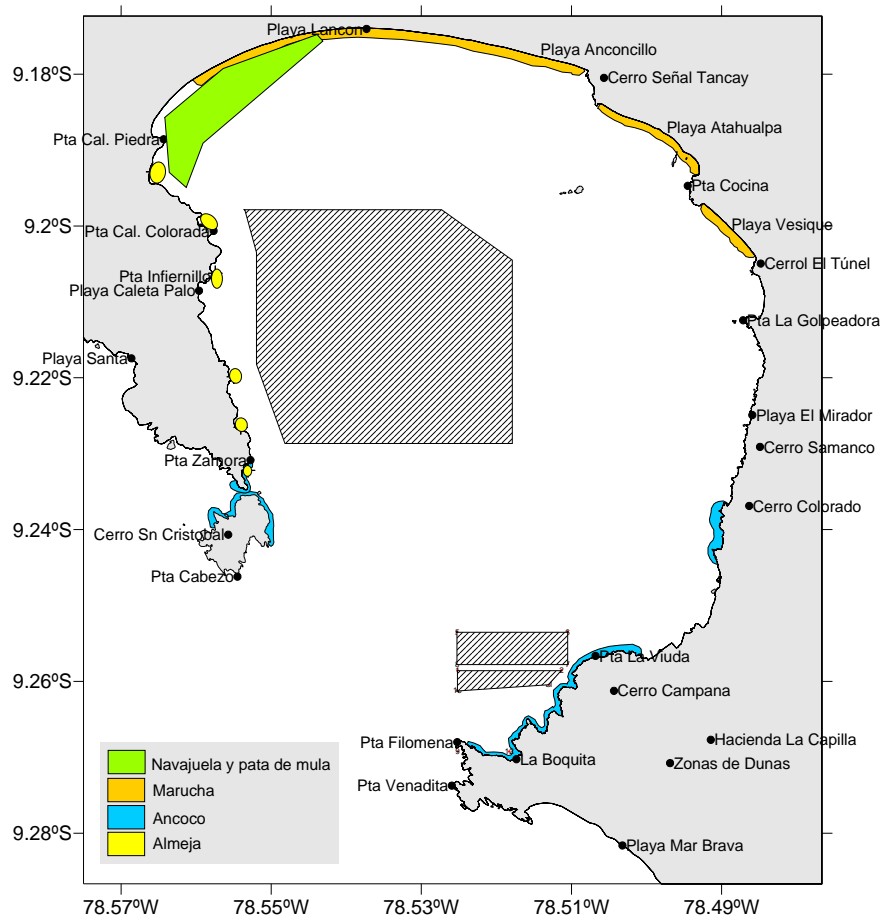 Playa Lancon
Playa Anconcillo
9.18ºS
Cerro Señal Tancay
Playa Atahualpa
Pta Cal. Piedra
Pta Cocina
9.2ºS
Playa Vesique
Pta Cal. Colorada
Cerrol El Túnel
Pta Infiernillo
Playa Caleta Palo
Pta La Golpeadora
Playa Santa
9.22ºS
Playa El Mirador
Cerro Samanco
Pta Zamora
Cerro Colorado
9.24ºS
Cerro Sn Cristobal
Pta Cabezo
Pta La Viuda
9.26ºS
Cerro Campana
Pta Filomena
Hacienda La Capilla
La Boquita
Zonas de Dunas
Pta Venadita
Navajuela y pata de mula
Marucha
Ancoco
Almeja
9.28ºS
Playa Mar Brava
78.57ºW
78.55ºW
78.53ºW
78.51ºW
78.49ºW